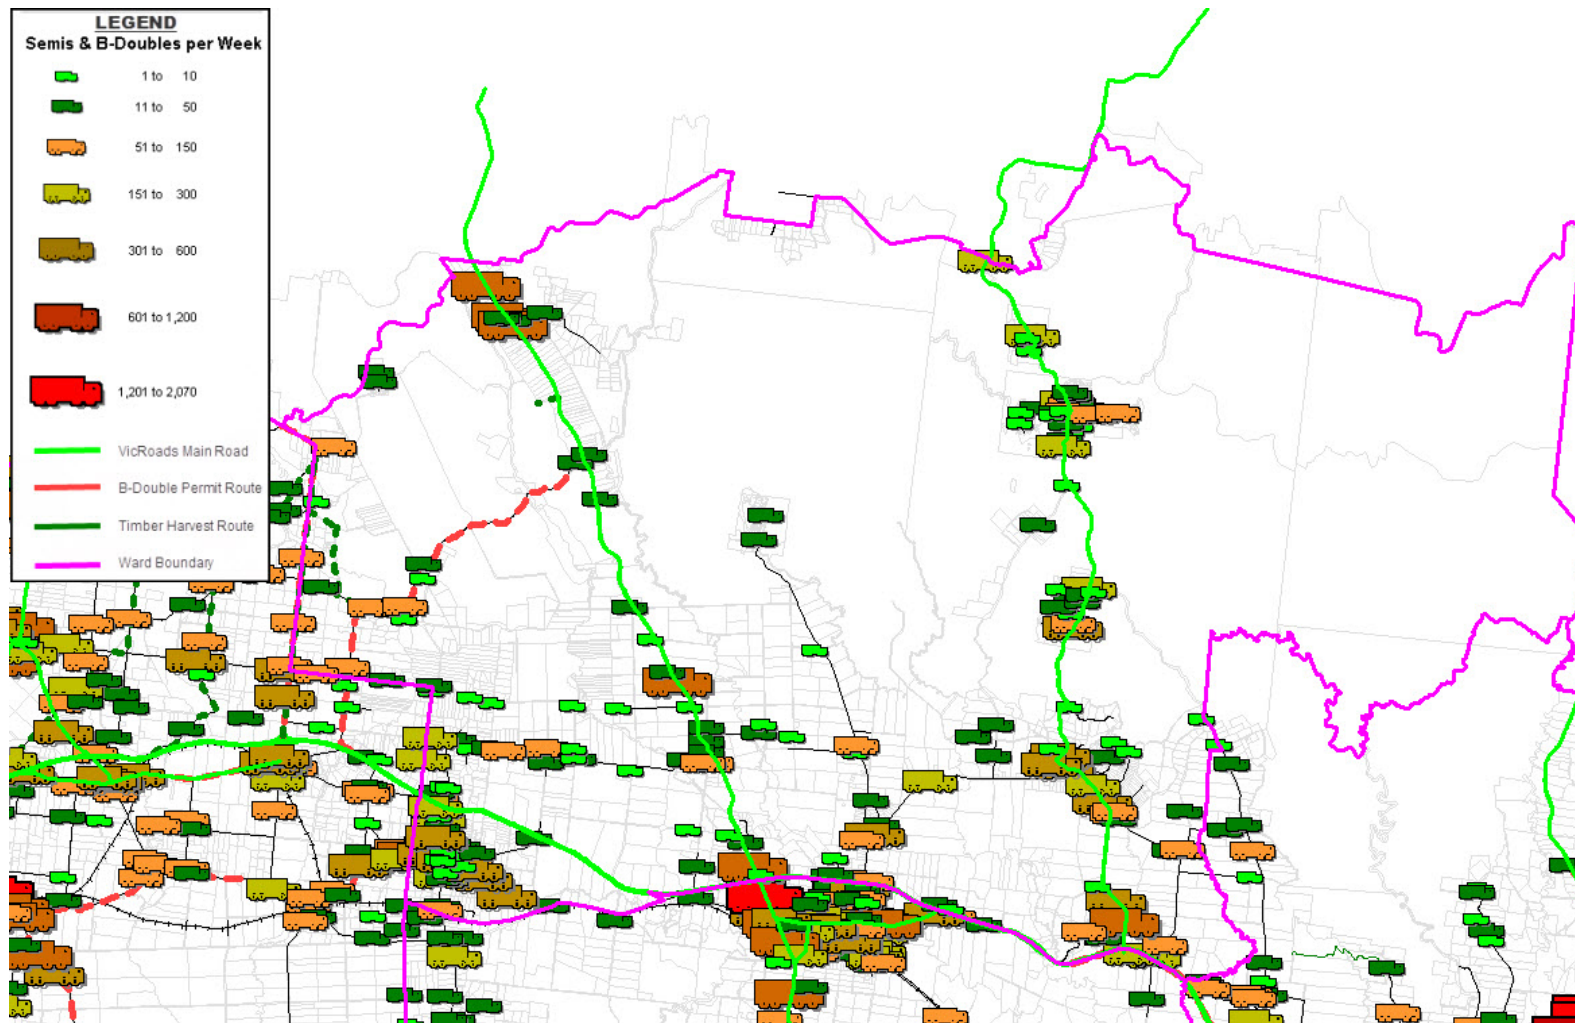 LEGEND
Semis & B-Doubles per Week
1 to 10
11 to 50
51 to 150
151 to 300
301 to 600
601 to 1,200
1,201 to 2,070
VicRoads Main Road
B-Double Permit Route
Timber Harvest Route
Ward Boundary